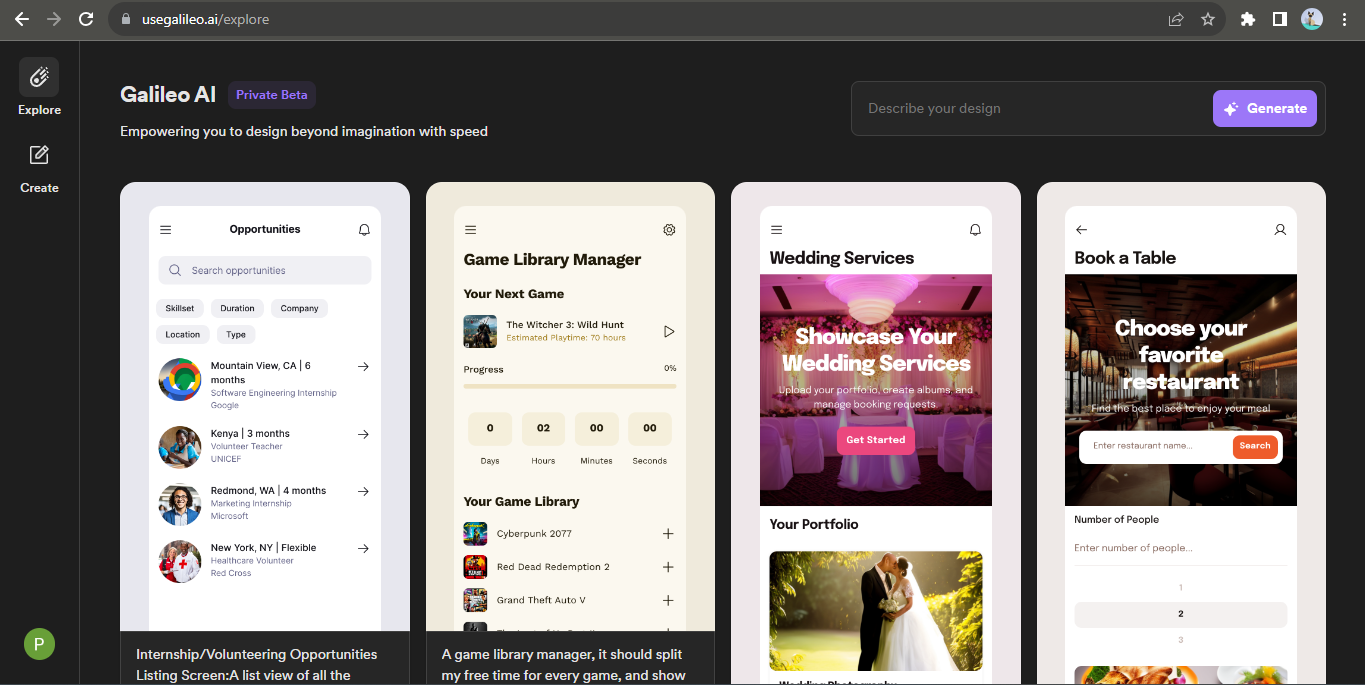 usegalileo.ai/explore
Explore
Create
P
Galileo AI Private Beta
Empowering you to design beyond imagination with speed
Describe your design
Generate
Opportunities
Search opportunities
Skillset Duration Company
Location Type
Mountain View, CA | 6
months
Software Engineering Internship
Google
Kenya | 3 months
Volunteer Teacher
UNICEF
Redmond, WA | 4 months
Marketing Internship
Microsoft
New York, NY | Flexible
Healthcare Volunteer
Red Cross
Internship/Volunteering Opportunities
Listing Screen:A list view of all the
Game Library Manager
Your Next Game
The Witcher 3: Wild Hunt
Estimated Playtime: 70 hours
Progress 0%
0 02 00 00
Days Hours Minutes Seconds
Your Game Library
Cyberpunk 2077
Red Dead Redemption 2
Grand Theft Auto V
A game library manager, it should split
my free time for every game, and show
Wedding Services
Showcase Your
Wedding Services
Upload your portfolio, create albums, and
manage booking requests
Get Started
Your Portfolio
Wedding Photography
Book a Table
Choose your
favorite
restaurant
Find the best place to enjoy your meal
Enter restaurant name...
Search
Number of People
Enter number of people...
1
2
3